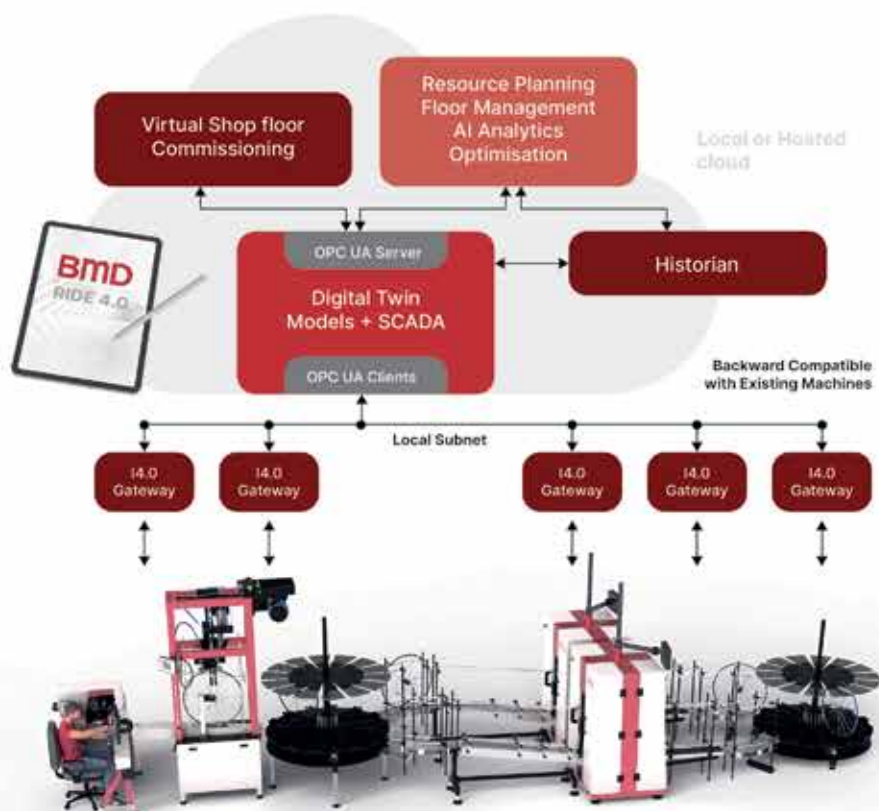 Virtual Shop floor
Commissioning
Resource Planning
Floor Management
AI Analytics
Optimisation
Local or Hosted
cloud
BMD
RIDE 4.0
OPC UA Server
Digital Twin
Models + SCADA
OPC UA Clients
Historian
Backward Compatible
with Existing Machines
Local Subnet
I4.0
Gateway
I4.0
Gateway
I4.0
Gateway
I4.0
Gateway
I4.0
Gateway